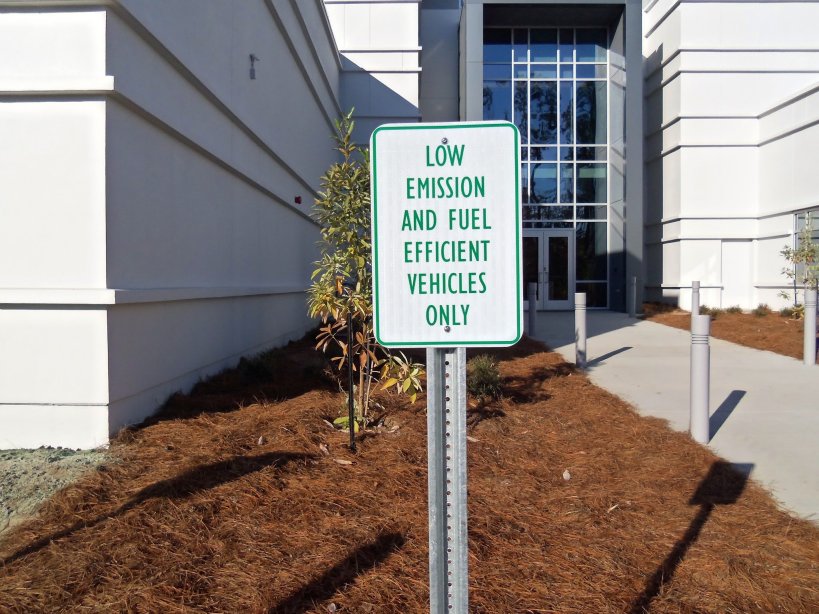 LOW
EMISSION
AND FUEL
EFFICIENT
VEHICLES
ONLY